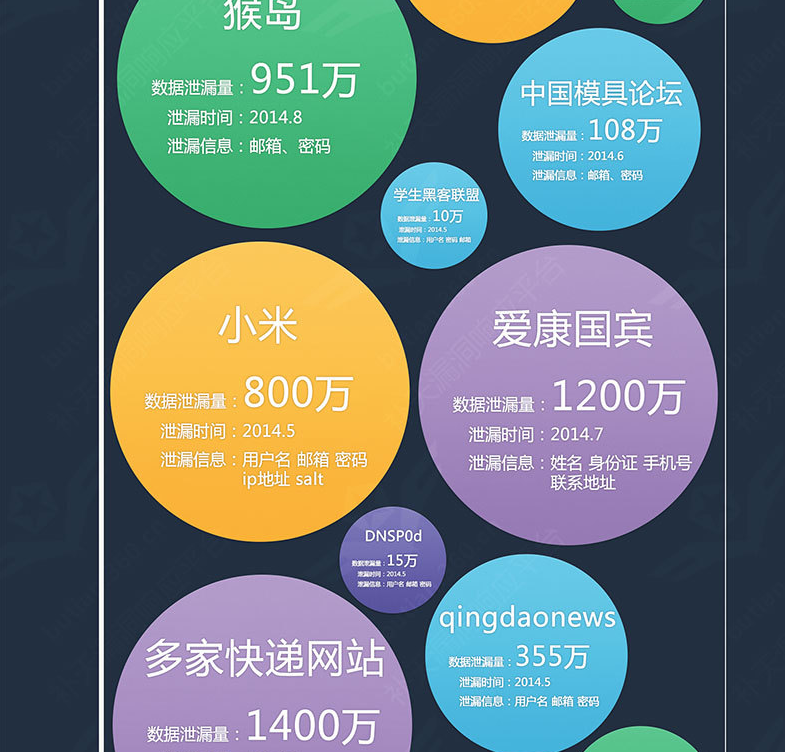 猴岛
数据泄漏量：951万
泄漏时间：2014.8
泄漏信息：邮箱、密码
中国模具论坛
数据泄漏量：108万
泄漏时间：2014.6
泄漏信息：邮箱、密码
学生黑客联盟
数据泄漏量：10万
泄漏时间：2014.5
泄漏信息：用户名 密码 邮箱
小米
数据泄漏量：800万
泄漏时间：2014.5
泄漏信息：用户名 邮箱 密码
ip地址 salt
爱康国宾
数据泄漏量：1200万
泄漏时间：2014.7
泄漏信息：姓名 身份证 手机号
联系地址
DNSP0d
数据泄漏量：15万
泄漏时间：2014.5
泄漏信息：用户名 邮箱 密码
qingdaonews
数据泄漏量：355万
泄漏时间：2014.5
泄漏信息：用户名 邮箱 密码
多家快递网站
数据泄漏量：1400万